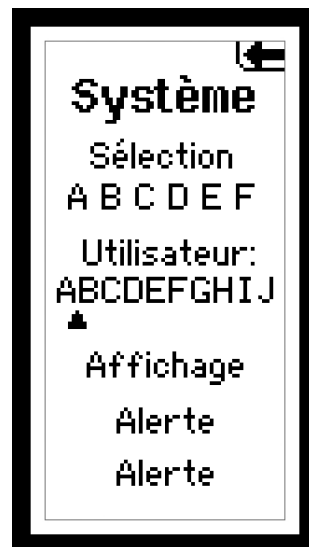 Système
Sélection
A B C D E F
Utilisateur:
ABCDEFGHIJ
Affichage
Alerte
Alerte